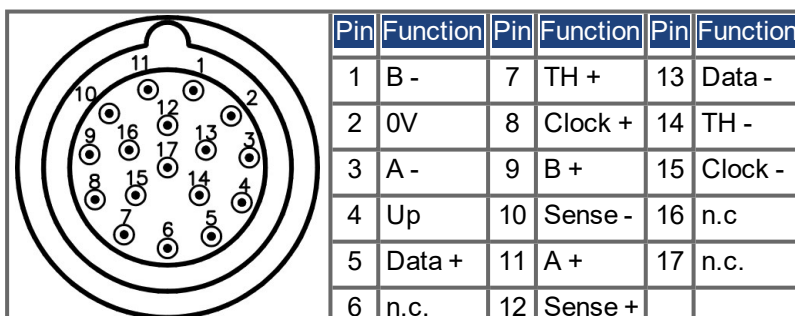 Pin Function Pin Function Pin Function
1 B - 7 TH + 13 Data -
2 0V 8 Clock + 14 TH -
3 A - 9 B + 15 Clock -
4 Up 10 Sense - 16 n.c
5 Data + 11 A + 17 n.c.
6 n.c. 12 Sense +
11 1
10 12 2
9 16 13 3
17
8 15 14 4
7 6 5